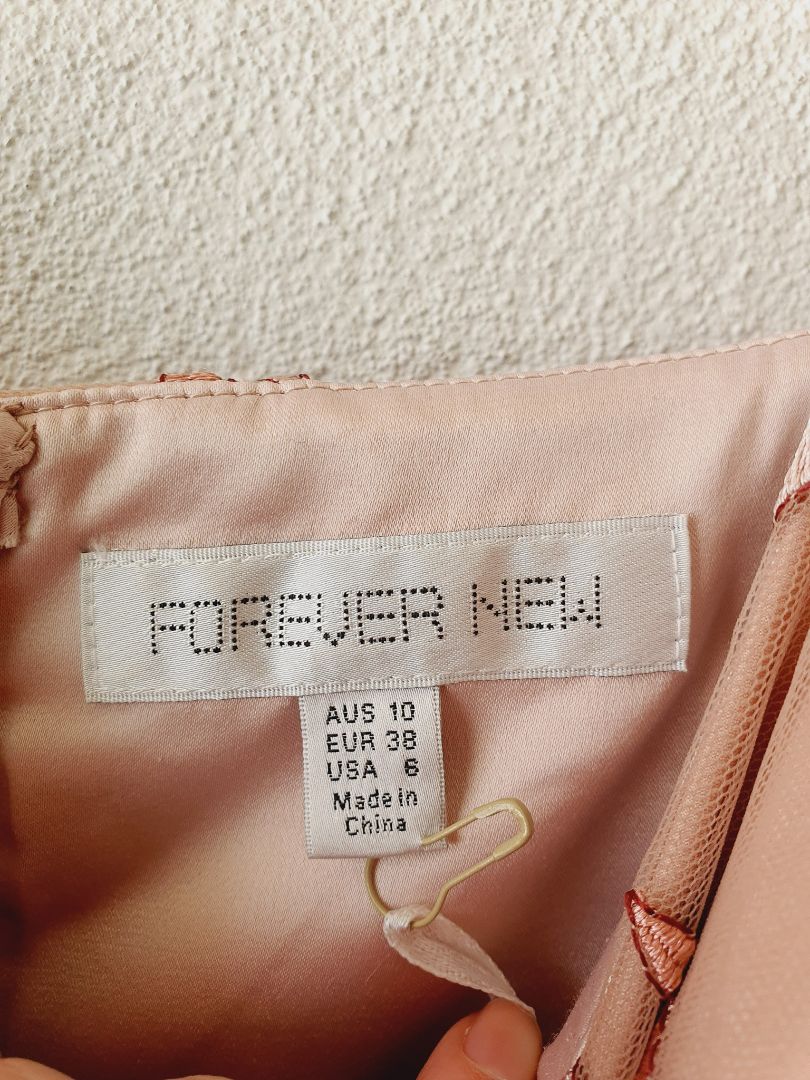 FOREVER NEW
AUS 10
EUR 38
USA 6
Made in
China